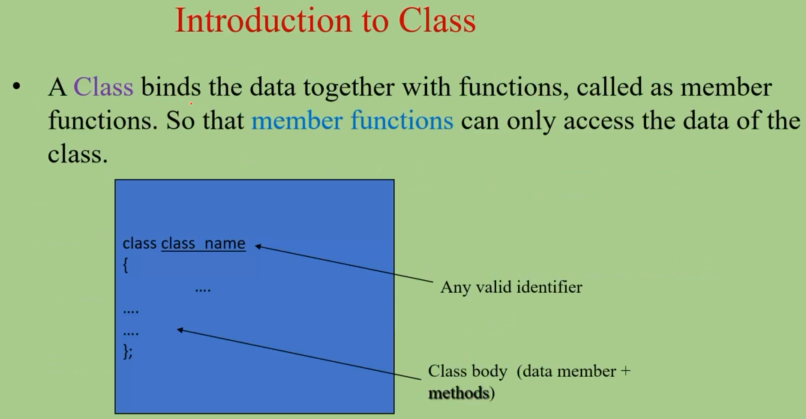 Introduction to Class
• A Class binds the data together with functions, called as member
functions. So that member functions can only access the data of the
class.
class class_name
{
....
....
....
};
Any valid identifier
Class body (data member +
methods)